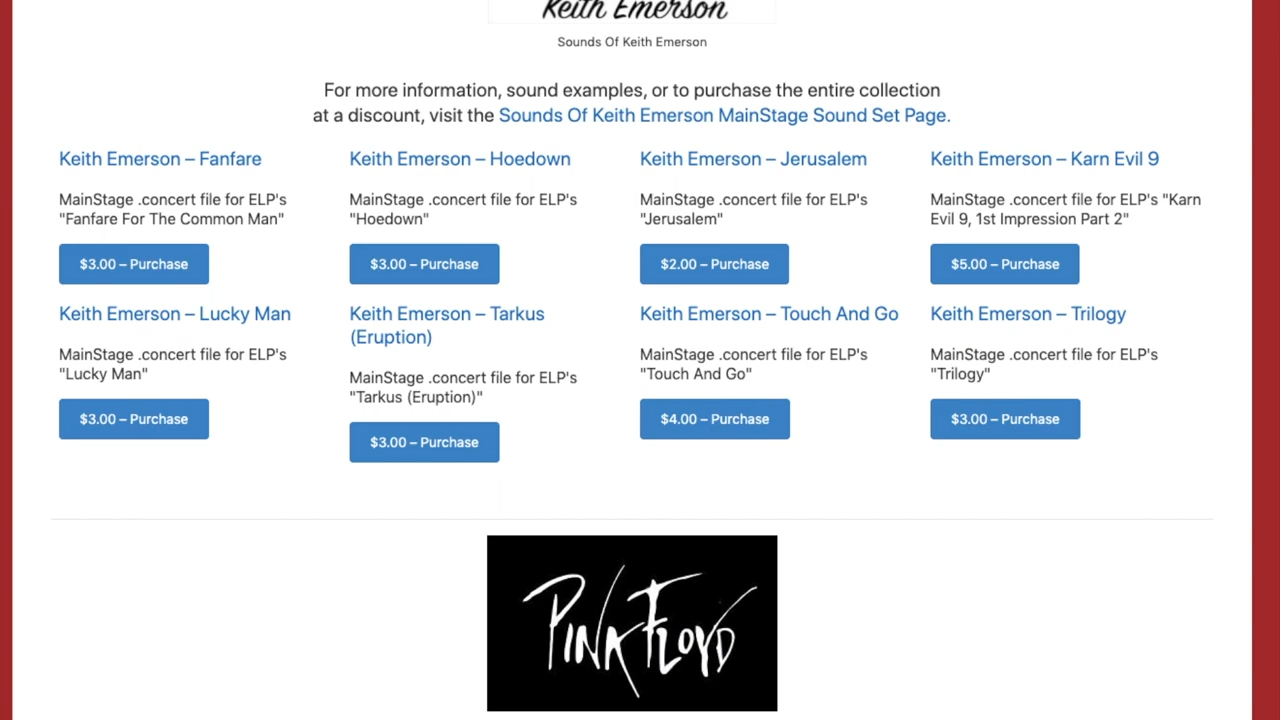 Keith Emerson
Sounds Of Keith Emerson
For more information, sound examples, or to purchase the entire collection
at a discount, visit the Sounds Of Keith Emerson MainStage Sound Set Page.
Keith Emerson – Fanfare
MainStage .concert file for ELP's
"Fanfare For The Common Man"
$3.00 – Purchase
Keith Emerson – Hoedown
MainStage .concert file for ELP's
"Hoedown"
$3.00 – Purchase
Keith Emerson – Jerusalem
MainStage .concert file for ELP's
"Jerusalem"
$2.00 – Purchase
Keith Emerson – Karn Evil 9
MainStage .concert file for ELP's "Karn
Evil 9, 1st Impression Part 2"
$5.00 – Purchase
Keith Emerson – Lucky Man
MainStage .concert file for ELP's
"Lucky Man"
$3.00 – Purchase
Keith Emerson – Tarkus
(Eruption)
MainStage .concert file for ELP's
"Tarkus (Eruption)"
$3.00 – Purchase
Keith Emerson – Touch And Go
MainStage .concert file for ELP's
"Touch And Go"
$4.00 – Purchase
Keith Emerson – Trilogy
MainStage .concert file for ELP's
"Trilogy"
$3.00 – Purchase
PINK FLOYD